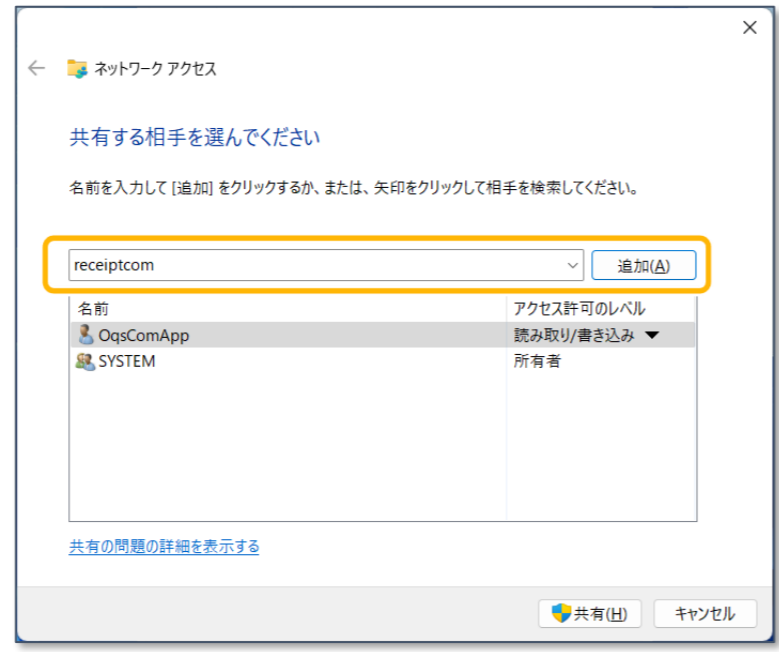 ネットワーク アクセス
共有する相手を選んでください
名前を入力して [追加] をクリックするか、または、矢印をクリックして相手を検索してください。
receiptcom 追加(A)
名前 アクセス許可のレベル
OqsComApp 読み取り/書き込み ▼
SYSTEM 所有者
共有の問題の詳細を表示する
共有(H) キャンセル